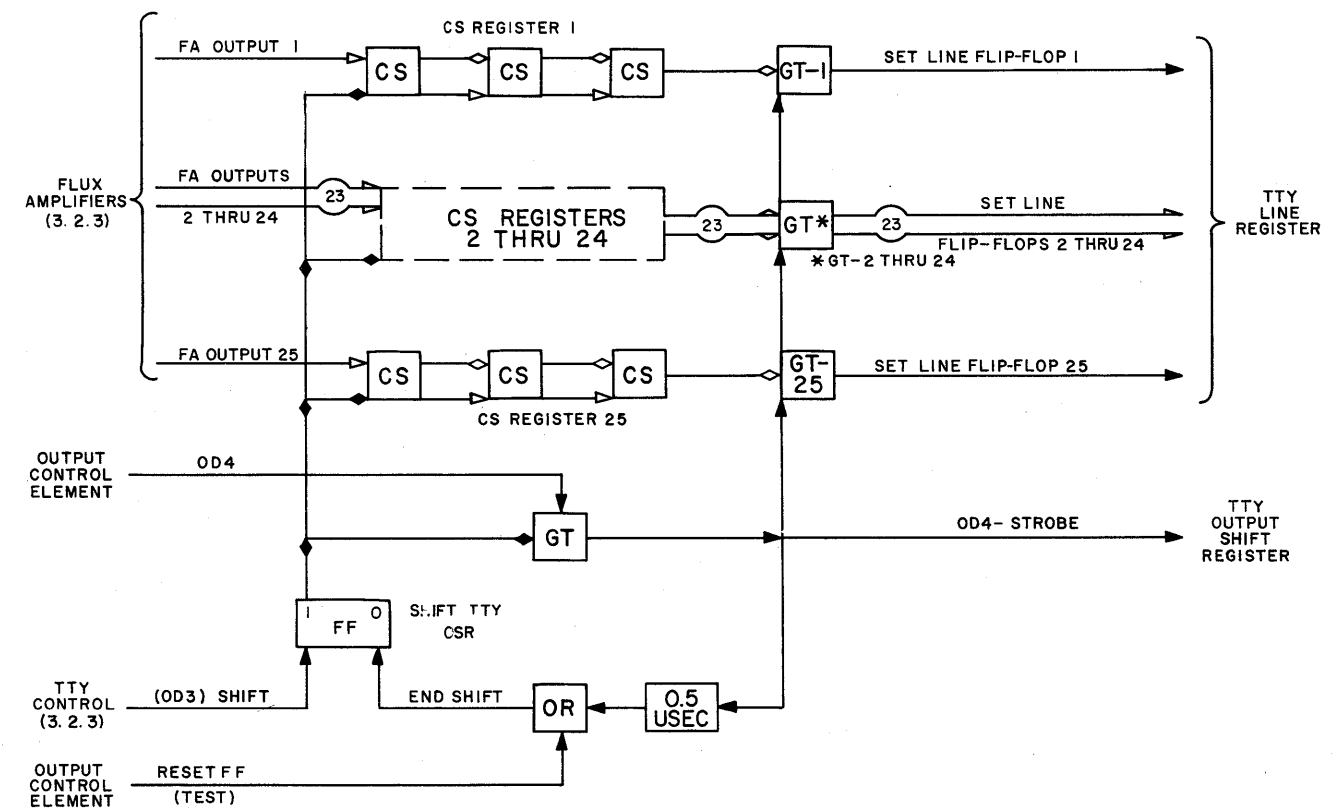 CS REGISTER 1
FA OUTPUT 1
CS
CS
CS
GT-1
SET LINE FLIP-FLOP 1
FLUX
AMPLIFIERS
(3. 2. 3)
FA OUTPUTS
23
2 THRU 24
CS REGISTERS
2 THRU 24
23
GT*
23
SET LINE
FLIP-FLOPS 2 THRU 24
*GT-2 THRU 24
TTY
LINE
REGISTER
FA OUTPUT 25
CS
CS
CS
GT-
25
SET LINE FLIP-FLOP 25
CS REGISTER 25
OUTPUT
CONTROL
ELEMENT
OD4
GT
OD4- STROBE
TTY
OUTPUT
SHIFT
REGISTER
1 0
FF
SHIFT TTY
OSR
TTY
CONTROL
(3. 2. 3)
(OD3) SHIFT
END SHIFT
OR
0.5
USEC
OUTPUT
CONTROL
ELEMENT
RESET FF
(TEST)